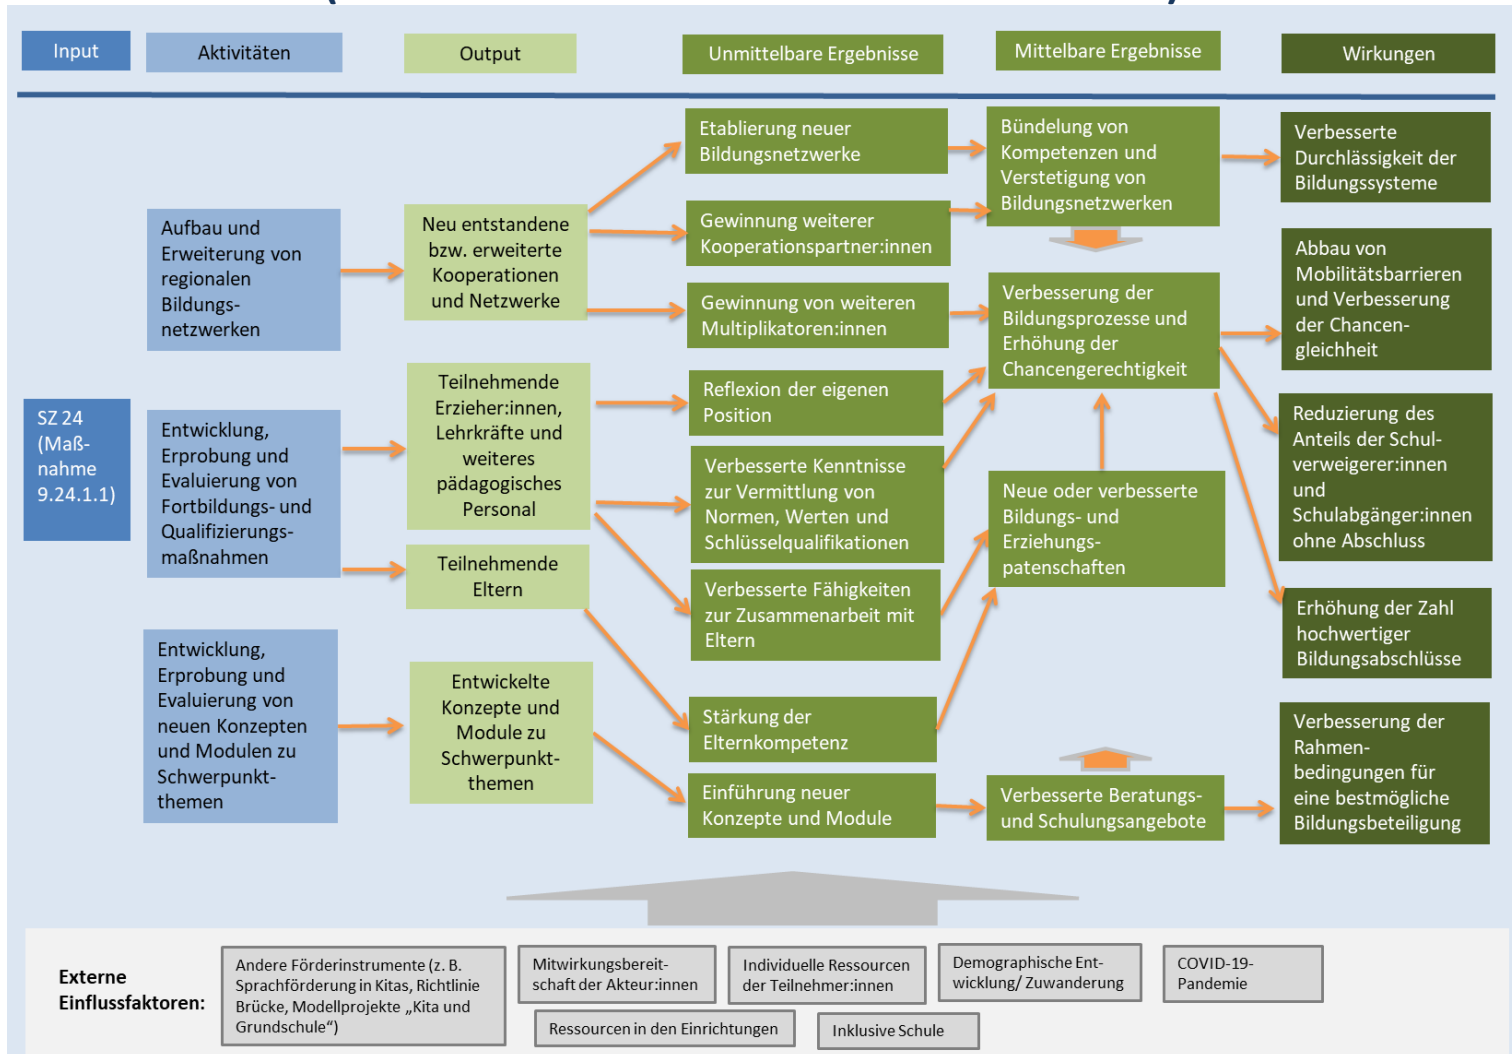 Input
Aktivitäten
Output
Unmittelbare Ergebnisse
Mittelbare Ergebnisse
Wirkungen
SZ 24
(Maß-
nahme
9.24.1.1)
Aufbau und
Erweiterung von
regionalen
Bildungs-
netzwerken
Entwicklung,
Erprobung und
Evaluierung von
Fortbildungs- und
Qualifizierungs-
maßnahmen
Entwicklung,
Erprobung und
Evaluierung von
neuen Konzepten
und Modulen zu
Schwerpunkt-
themen
Neu entstandene
bzw. erweiterte
Kooperationen
und Netzwerke
Teilnehmende
Erzieher:innen,
Lehrkräfte und
weiteres
pädagogisches
Personal
Teilnehmende
Eltern
Entwickelte
Konzepte und
Module zu
Schwerpunkt-
themen
Etablierung neuer
Bildungsnetzwerke
Gewinnung weiterer
Kooperationspartner:innen
Gewinnung von weiteren
Multiplikatoren:innen
Reflexion der eigenen
Position
Verbesserte Kenntnisse
zur Vermittlung von
Normen, Werten und
Schlüsselqualifikationen
Verbesserte Fähigkeiten
zur Zusammenarbeit mit
Eltern
Stärkung der
Elternkompetenz
Einführung neuer
Konzepte und Module
Bündelung von
Kompetenzen und
Verstetigung von
Bildungsnetzwerken
Verbesserung der
Bildungsprozesse und
Erhöhung der
Chancengerechtigkeit
Neue oder verbesserte
Bildungs- und
Erziehungs-
patenschaften
Verbesserte Beratungs-
und Schulungsangebote
Verbesserte
Durchlässigkeit der
Bildungssysteme
Abbau von
Mobilitätsbarrieren
und Verbesserung
der Chancen-
gleichheit
Reduzierung des
Anteils der Schul-
verweigerer:innen
und
Schulabgänger:innen
ohne Abschluss
Erhöhung der Zahl
hochwertiger
Bildungsabschlüsse
Verbesserung der
Rahmen-
bedingungen für
eine bestmögliche
Bildungsbeteiligung
Externe
Einflussfaktoren:
Andere Förderinstrumente (z. B.
Sprachförderung in Kitas, Richtlinie
Brücke, Modellprojekte „Kita und
Grundschule“)
Mitwirkungsbereit-
schaft der Akteur:innen
Individuelle Ressourcen
der Teilnehmer:innen
Demographische Ent-
wicklung/ Zuwanderung
COVID-19-
Pandemie
Ressourcen in den Einrichtungen
Inklusive Schule